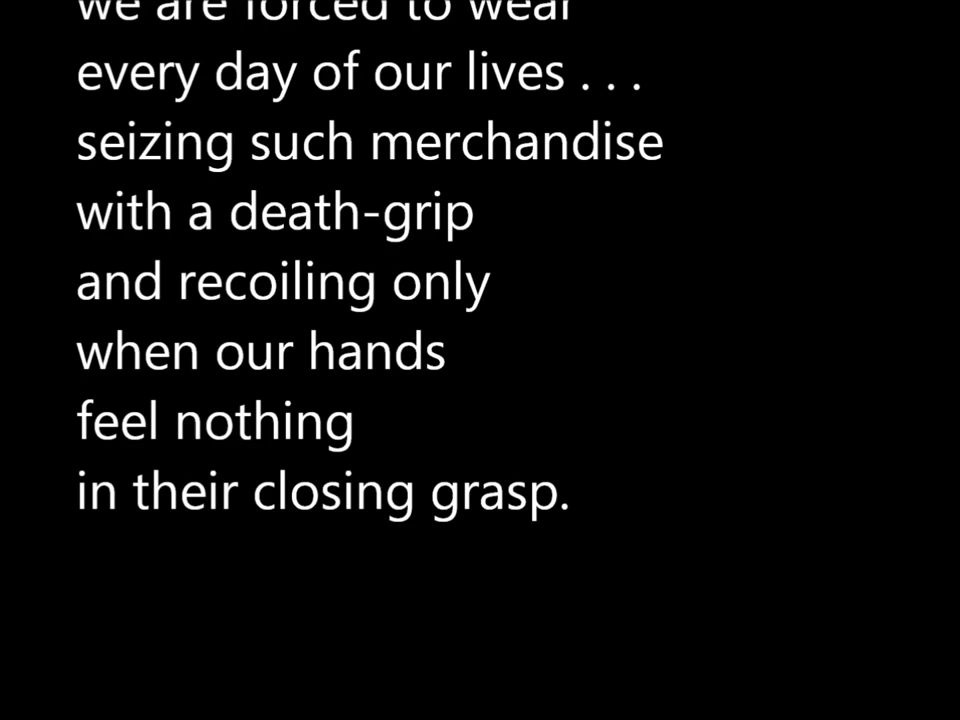 we are forced to wear
every day of our lives . . .
seizing such merchandise
with a death-grip
and recoiling only
when our hands
feel nothing
in their closing grasp.